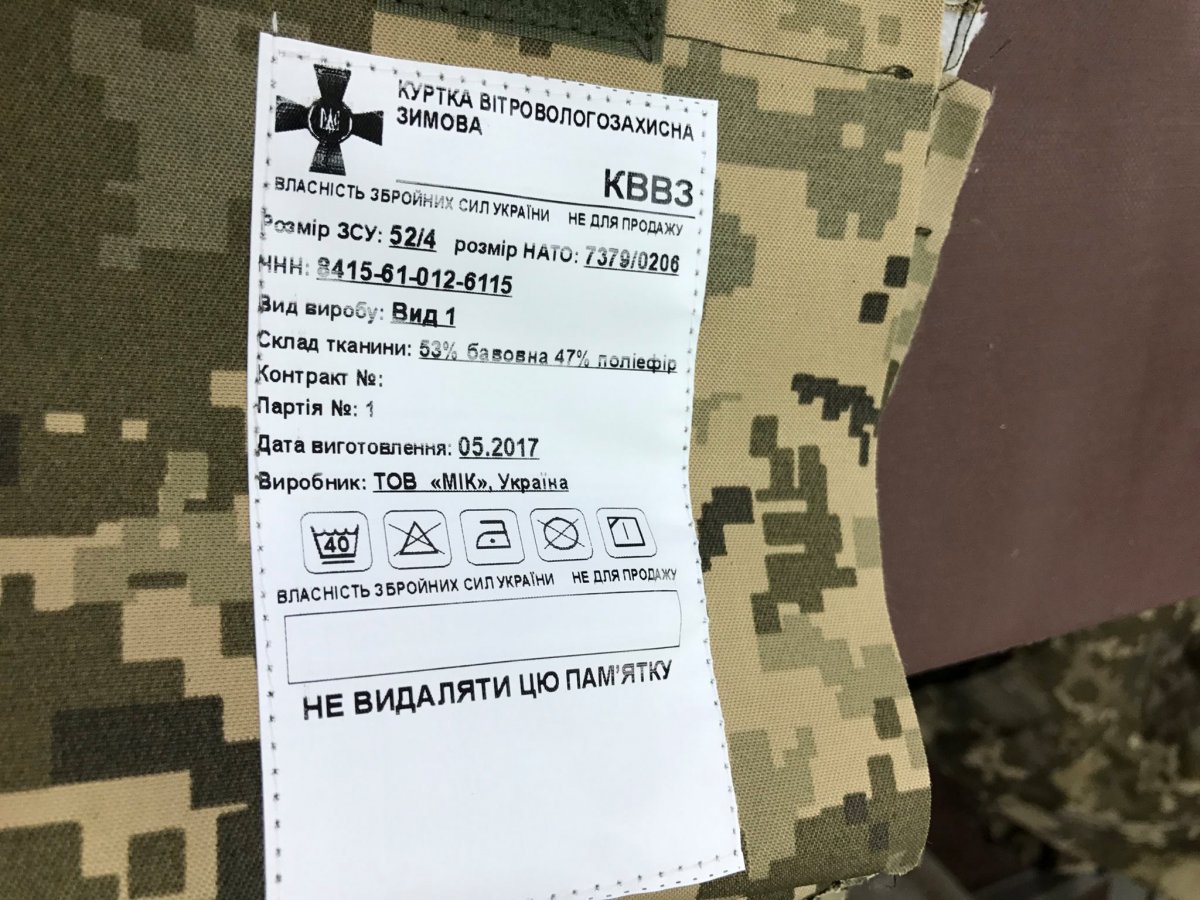 КУРТКА ВІТРОВОЛОГОЗАХИСНА
ЗИМОВА
КВВЗ
ВЛАСНІСТЬ ЗБРОЙНИХ СИЛ УКРАЇНИ НЕ ДЛЯ ПРОДАЖУ
Розмір ЗСУ: 52/4 розмір НАТО: 7379/0206
ННН: 8415-61-012-6115
Вид виробу: Вид 1
Склад тканини: 53% бавовна 47% поліефір
Контракт №:
Партія №: 1
Дата виготовлення: 05.2017
Виробник: ТОВ «МІК», Україна
40
ВЛАСНІСТЬ ЗБРОЙНИХ СИЛ УКРАЇНИ НЕ ДЛЯ ПРОДАЖУ
НЕ ВИДАЛЯТИ ЦЮ ПАМ'ЯТКУ